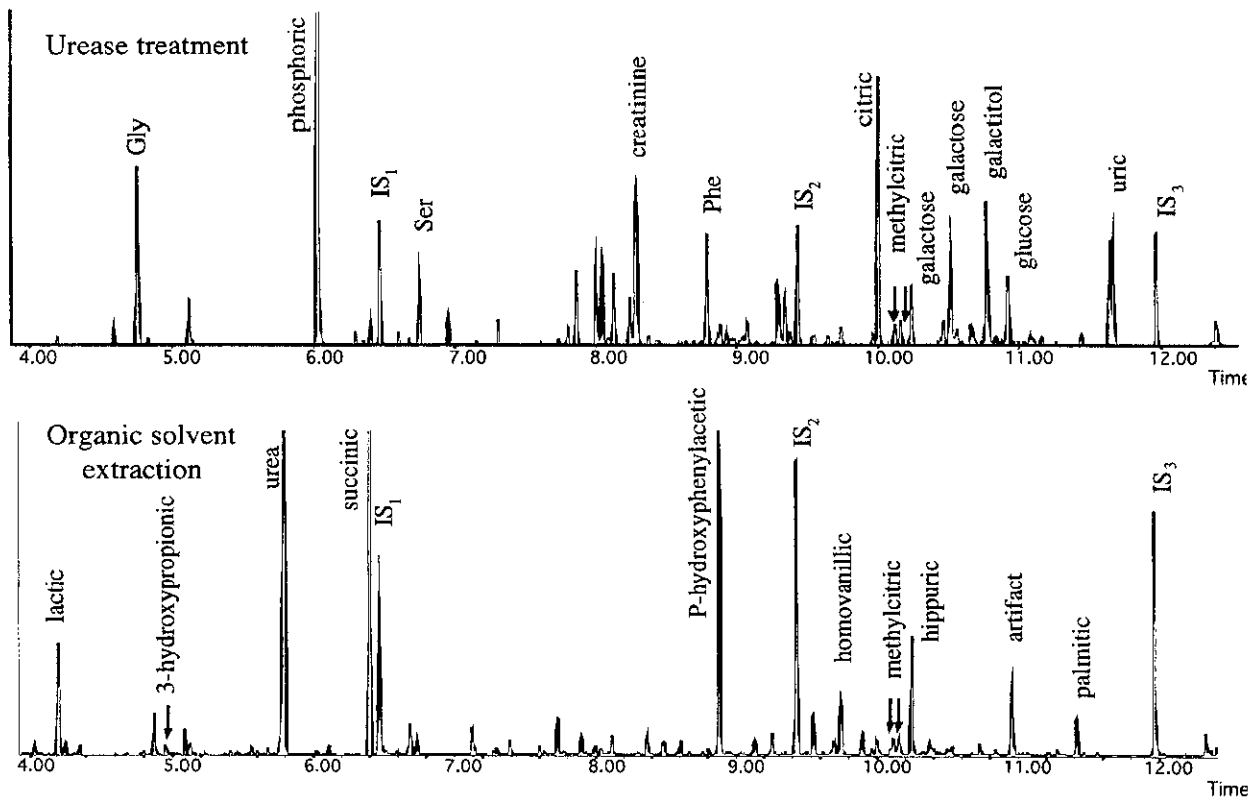 Urease treatment
Gly
phosphoric
IS1
Ser
creatinine
Phe
IS2
citric
methylcitric
galactose
galactose
galactitol
glucose
uric
IS3
4.00 5.00 6.00 7.00 8.00 9.00 10.00 11.00 12.00
Time
Organic solvent
extraction
lactic
3-hydroxypropionic
urea
succinic
IS1
P-hydroxyphenylacetic
IS2
homovanillic
methylcitric
hippuric
artifact
palmitic
IS3
4.00 5.00 6.00 7.00 8.00 9.00 10.00 11.00 12.00
Time